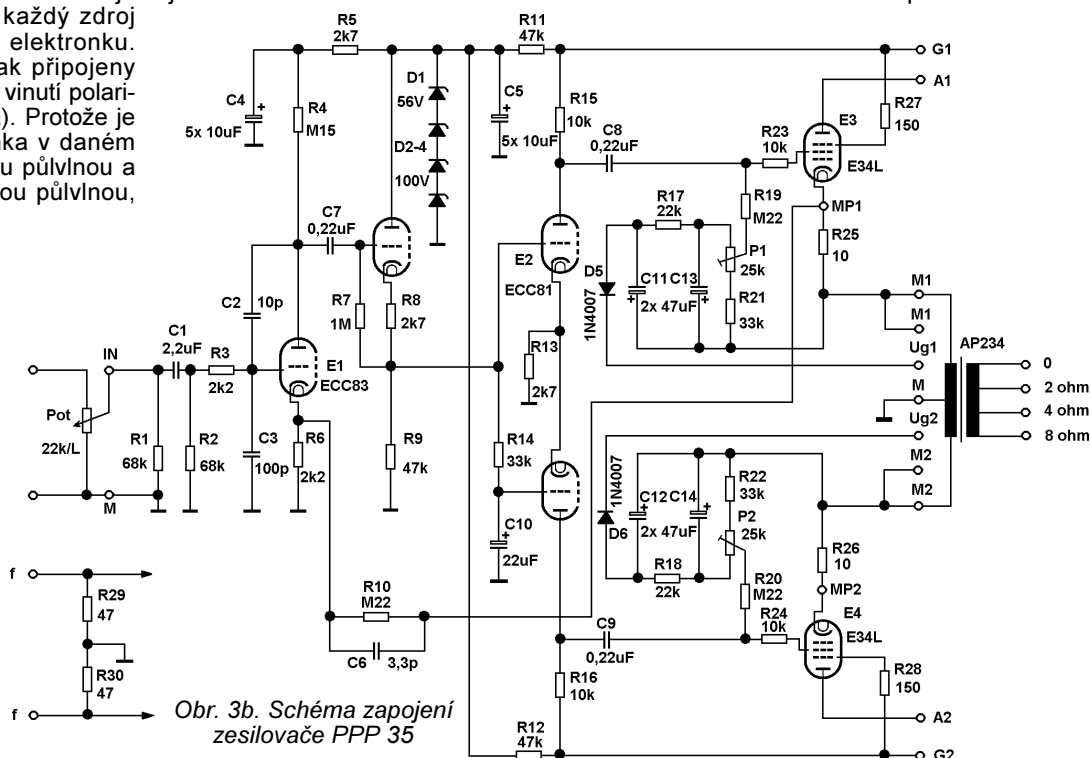 každý zdroj
elektronku.
ak připojeny
vinutí polari-
). Protože je
ka v daném
u půlvlnou a
ou půlvlnou,
R5
2k7
R11
47k
G1
A1
C4
+
5x 10uF
R4
M15
D1
56V
D2-4
100V
C5
+
5x 10uF
R15
10k
C8
0,22uF
R23
10k
E3
E34L
R27
150
R19
M22
MP1
R25
10
C7
0,22uF
R17
22k
P1
25k
R21
33k
D5
1N4007
C11
C13
+
+
2x 47uF
E2
ECC81
R13
2k7
C2
10p
R7
1M
R8
2k7
M1
M1
Ug1
M
Ug2
M2
M2
AP234
0
2 ohm
4 ohm
8 ohm
C1
2,2uF
R3
2k2
E1
ECC83
IN
Pot
22k/L
R1
68k
R2
68k
C3
100p
R6
2k2
R9
47k
R14
33k
C10
+
22uF
M
1N4007
D6
C12
C14
+
+
2x 47uF
R22
33k
P2
25k
R18
22k
R20
M22
R26
10
MP2
E4
E34L
R24
10k
R28
150
C9
0,22uF
R16
10k
R10
M22
C6
3,3p
f
R29
47
R30
47
f
A2
R12
47k
G2
Obr. 3b. Schéma zapojení
zesilovače PPP 35